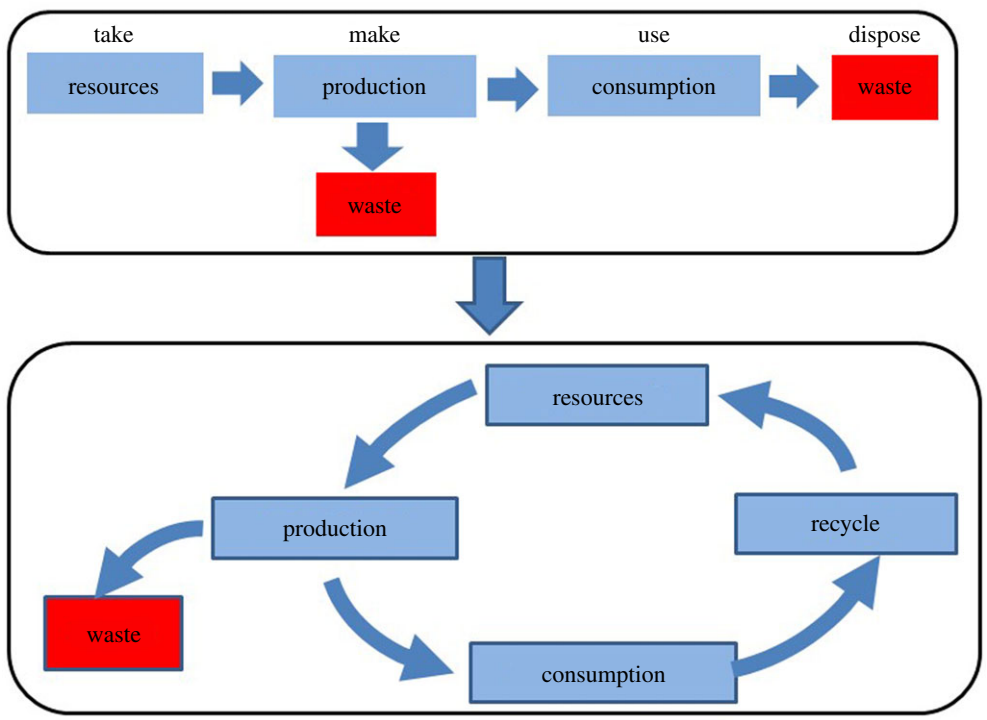 take make use dispose
resources production consumption waste
waste
resources
production recycle
waste
consumption